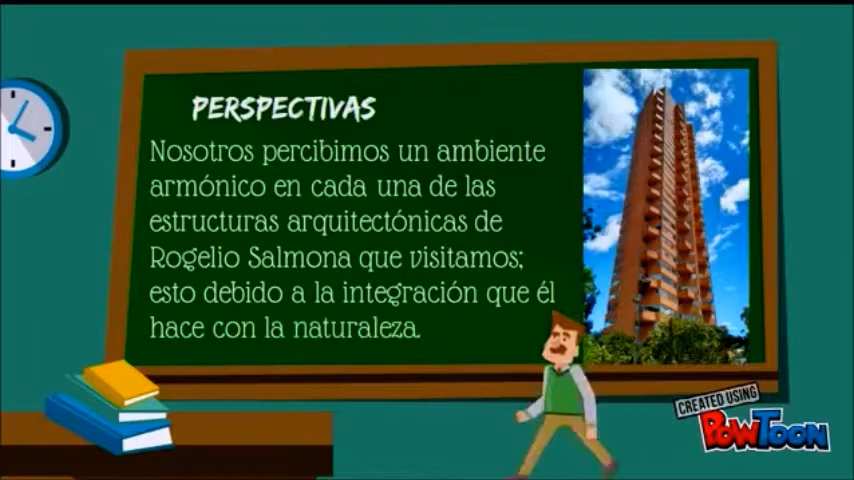 PERSPECTIVAS
Nosotros percibimos un ambiente
armónico en cada una de las
estructuras arquitectónicas de
Rogelio Salmona que visitamos;
esto debido a la integración que él
hace con la naturaleza.
CREATED USING
POWTOON